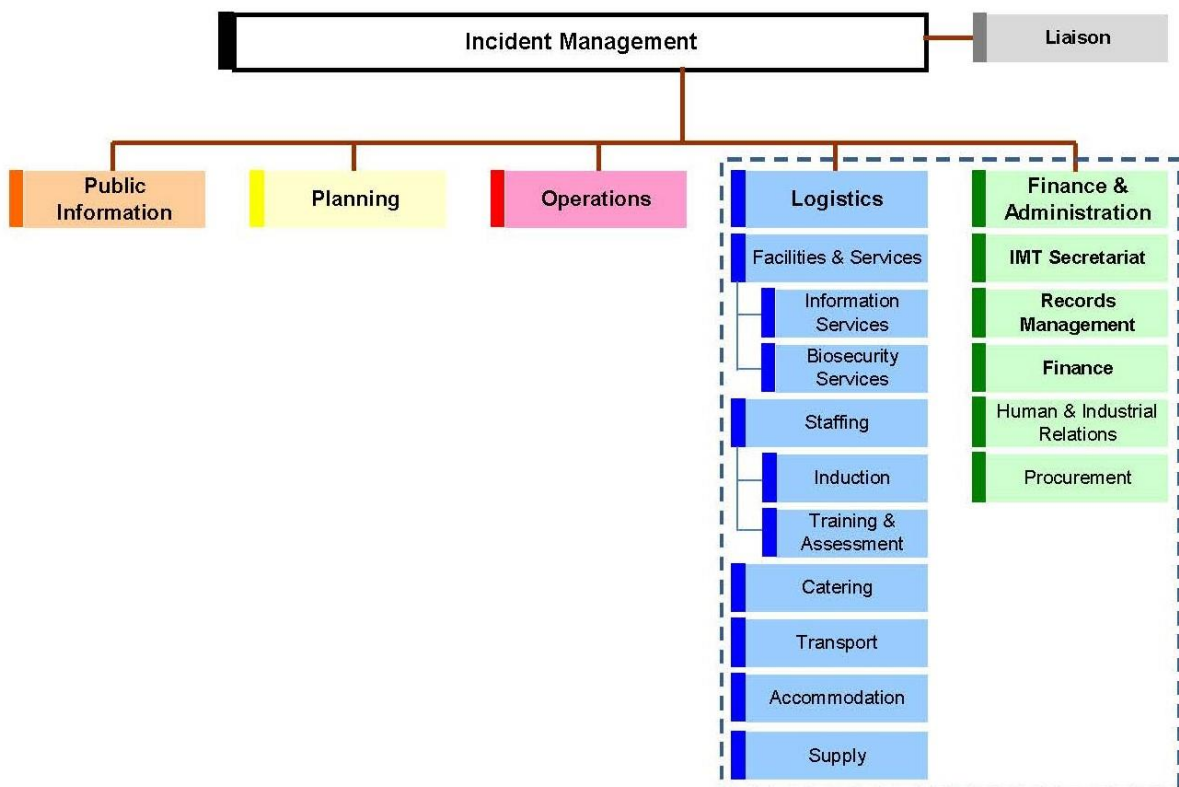 Incident Management
Liaison
Public
Information
Planning
Operations
Logistics
Facilities & Services
Information
Services
Biosecurity
Services
Staffing
Induction
Training &
Assessment
Catering
Transport
Accommodation
Supply
Finance &
Administration
IMT Secretariat
Records
Management
Finance
Human & Industrial
Relations
Procurement